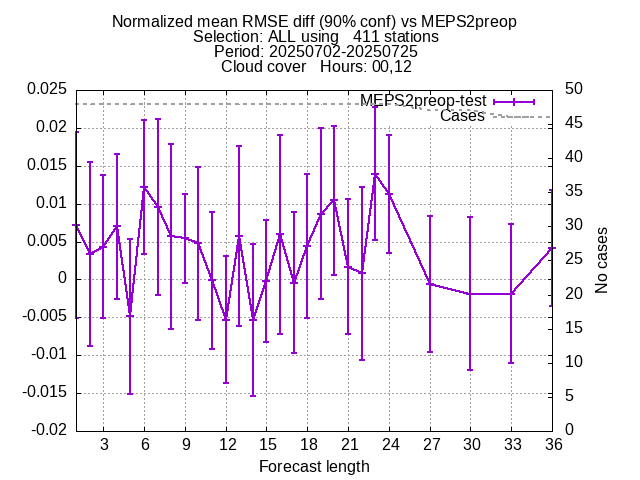 Normalized mean RMSE diff (90% conf) vs MEPS2preop
Selection: ALL using   411 stations
Period: 20250702-20250725
Cloud cover   Hours: 00,12
MEPS2preop-test
Cases
0.025
0.02
0.015
0.01
0.005
0
-0.005
-0.01
-0.015
-0.02
50
45
40
35
30
25
20
15
10
5
0
No cases
3 6 9 12 15 18 21 24 27 30 33 36
Forecast length